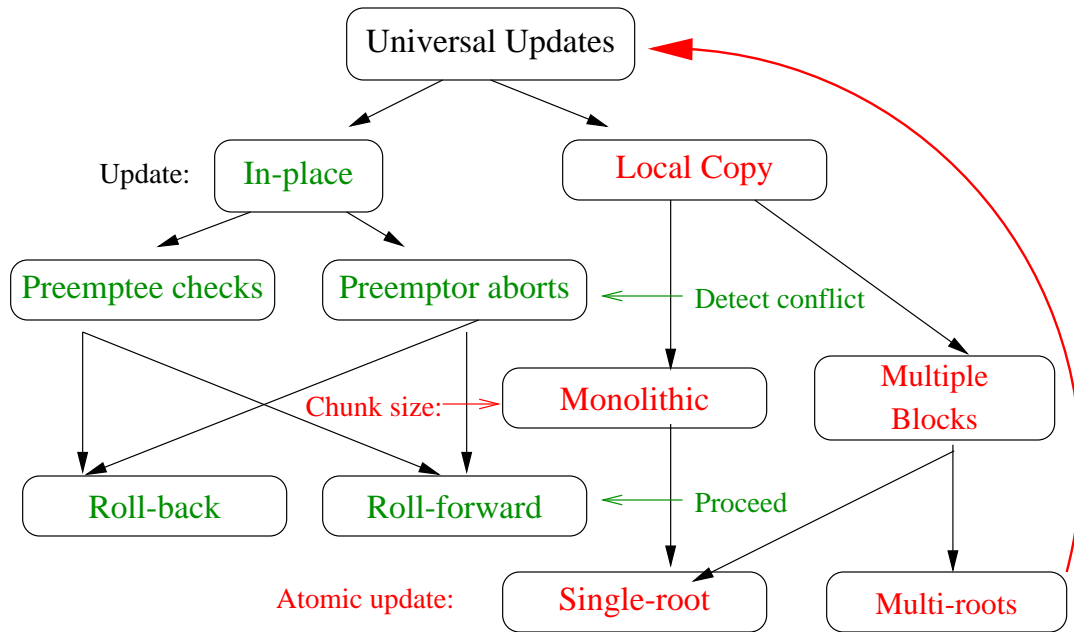 Universal Updates
Update:
In-place
Local Copy
Preemptee checks
Preemptor aborts
Detect conflict
Chunk size:
Monolithic
Multiple
Blocks
Roll-back
Roll-forward
Proceed
Atomic update:
Single-root
Multi-roots